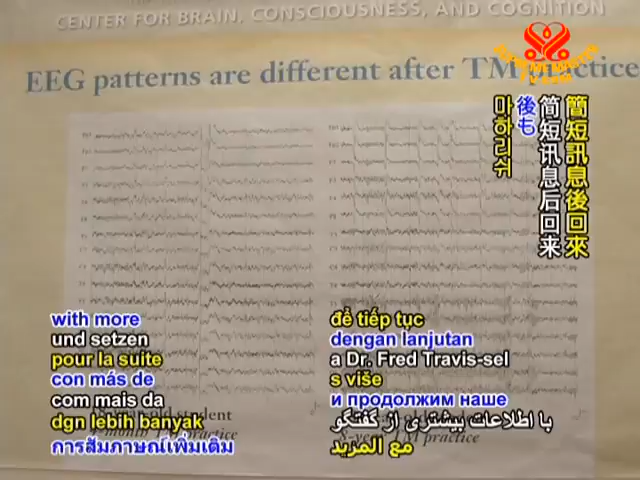 CENTER FOR BRAIN, CONSCIOUSNESS, AND COGNITION
EEG patterns are different after TM practice
簡短訊息後回來
简短讯息后回来
後も
마하리쉬
with more
und setzen
pour la suite
con más de
com mais da
dgn lebih banyak
การสัมภาษณ์เพิ่มเติม
để tiếp tục
dengan lanjutan
a Dr. Fred Travis-sel
s više
и продолжим наше
با اطلاعات بیشتری از گفتگو
مع المزيد
student
TM practice